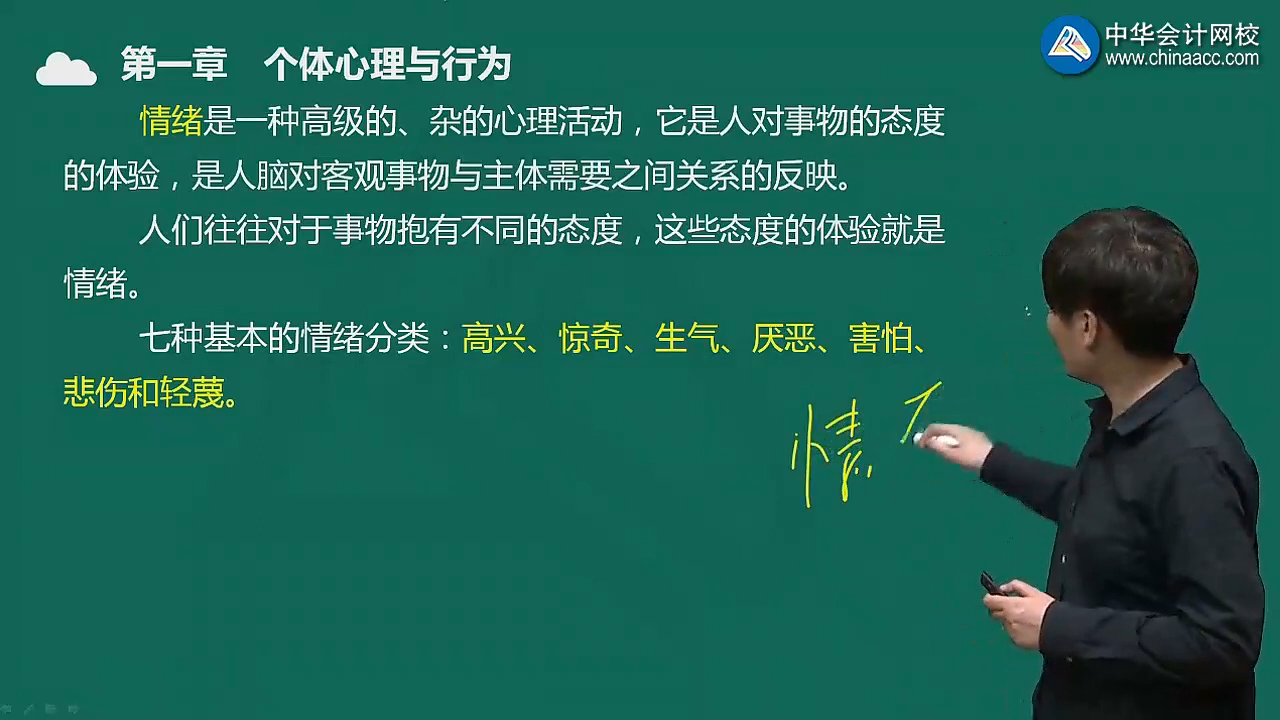 中华会计网校
www.chinaacc.com
第一章 个体心理与行为
情绪是一种高级的、杂的心理活动，它是人对事物的态度
的体验，是人脑对客观事物与主体需要之间关系的反映。
人们往往对于事物抱有不同的态度，这些态度的体验就是
情绪。
七种基本的情绪分类：高兴、惊奇、生气、厌恶、害怕、
悲伤和轻蔑。
情